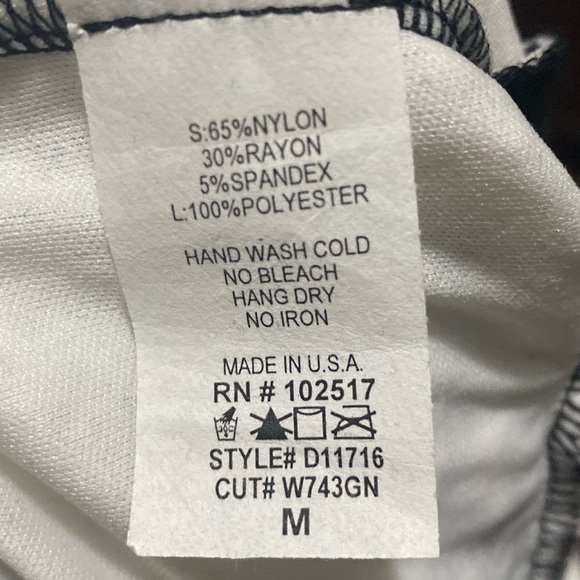 S:65%NYLON
30%RAYON
5%SPANDEX
L:100%POLYESTER
HAND WASH COLD
NO BLEACH
HANG DRY
NO IRON
MADE IN U.S.A.
RN # 102517
30C
STYLE# D11716
CUT# W743GN
M